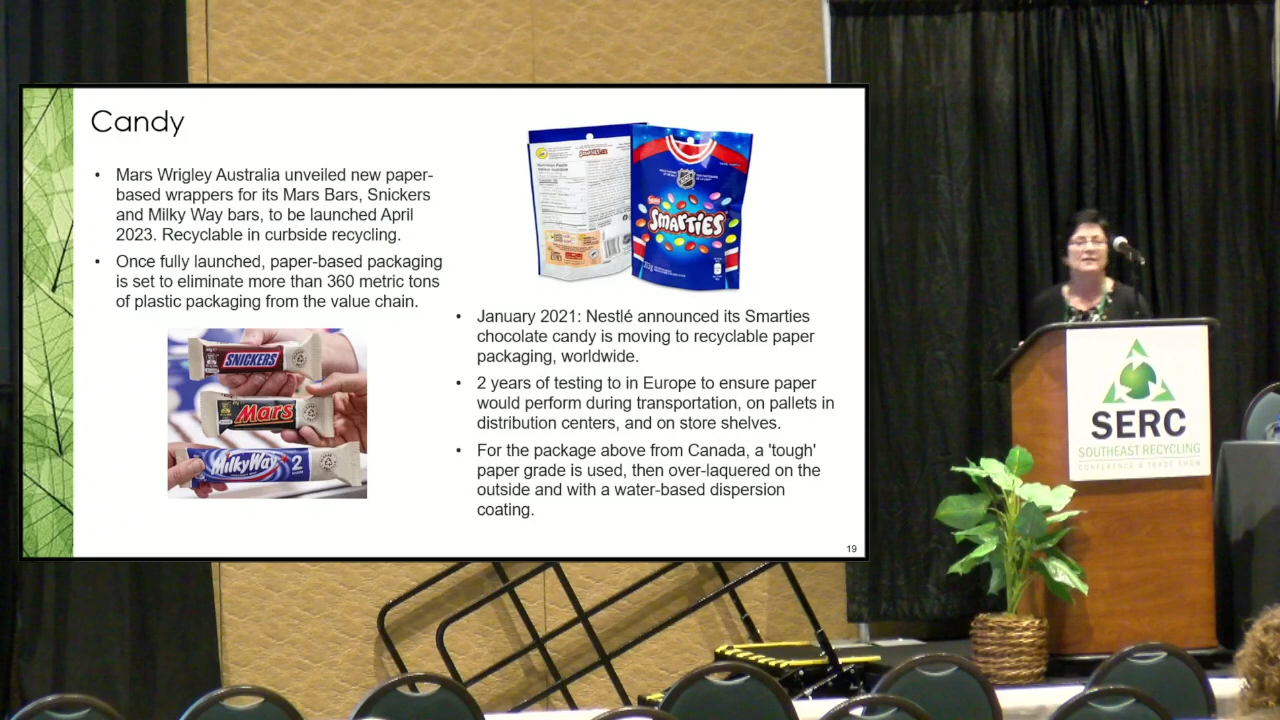 Candy
• Mars Wrigley Australia unveiled new paper-
based wrappers for its Mars Bars, Snickers
and Milky Way bars, to be launched April
2023. Recyclable in curbside recycling.
• Once fully launched, paper-based packaging
is set to eliminate more than 360 metric tons
of plastic packaging from the value chain.
SNICKERS
Mars
MilkyWay 2
Nestlé
SMARTIES
• January 2021: Nestlé announced its Smarties
chocolate candy is moving to recyclable paper
packaging, worldwide.
• 2 years of testing to in Europe to ensure paper
would perform during transportation, on pallets in
distribution centers, and on store shelves.
• For the package above from Canada, a 'tough'
paper grade is used, then over-laquered on the
outside and with a water-based dispersion
coating.
19
SERC
SOUTHEAST RECYCLING
CONFERENCE & TRADE SHOW